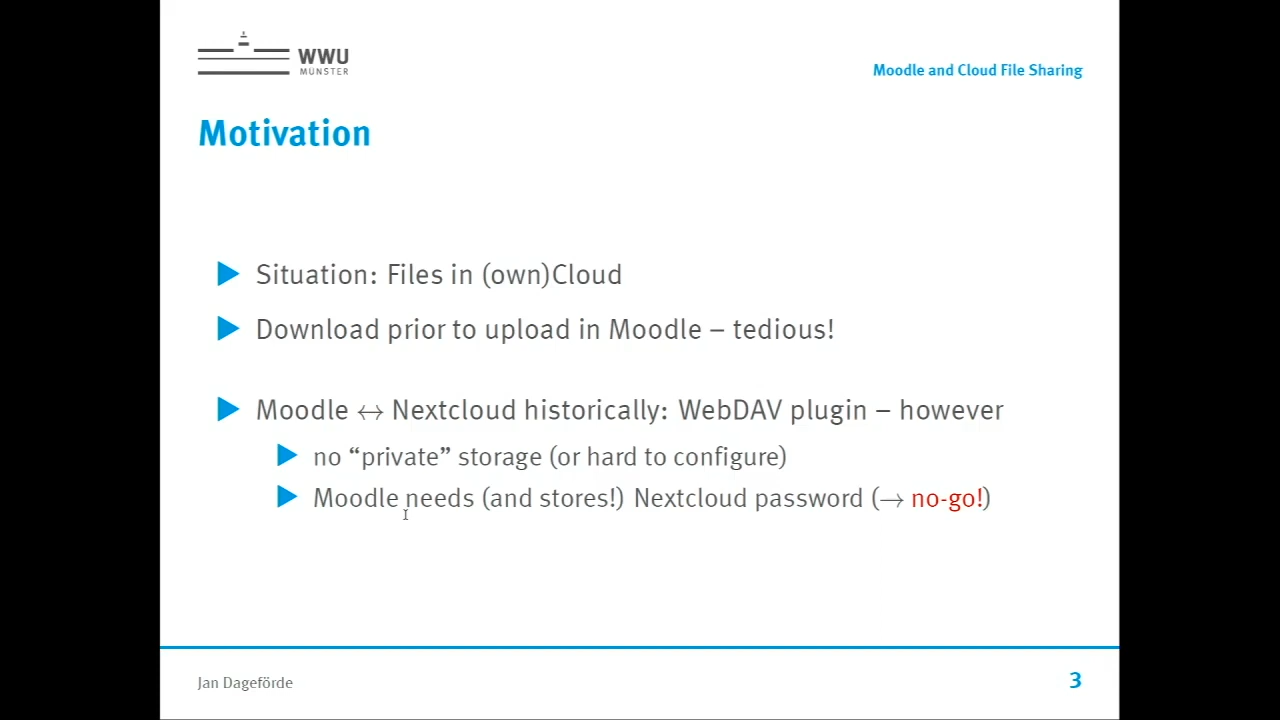 WWU
MÜNSTER
Moodle and Cloud File Sharing
Motivation
Situation: Files in (own)Cloud
Download prior to upload in Moodle – tedious!
Moodle ↔ Nextcloud historically: WebDAV plugin – however
no “private” storage (or hard to configure)
Moodle needs (and stores!) Nextcloud password (→ no-go!)
Jan Dageförde
3